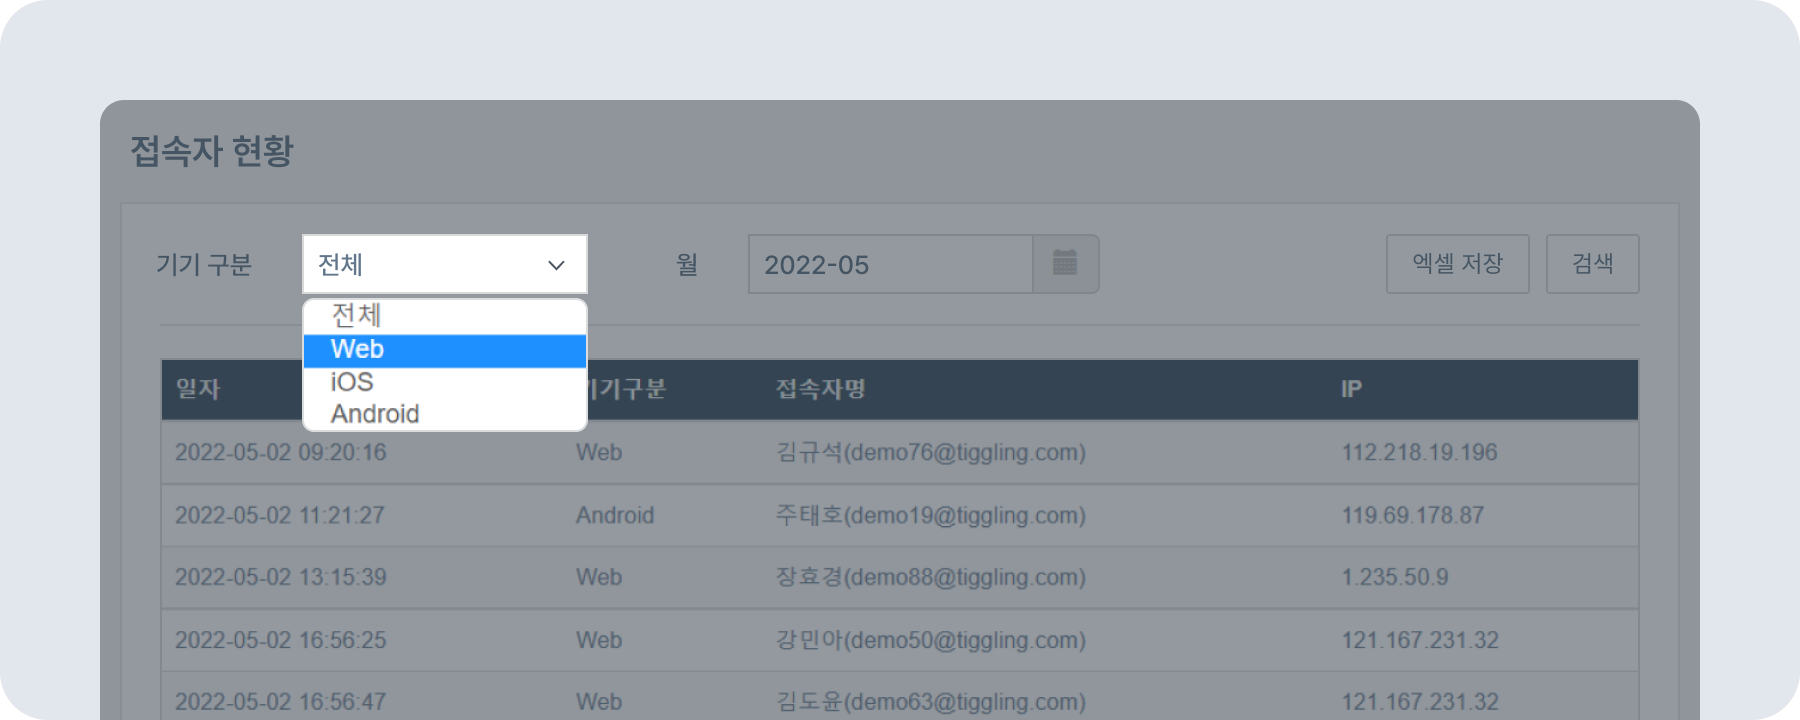 접속자 현황
기기 구분 전체 월 2022-05 엑셀 저장 검색
전체
Web
iOS
Android
일자 기기구분 접속자명 IP
2022-05-02 09:20:16 Web 김규석(demo76@tiggling.com) 112.218.19.196
2022-05-02 11:21:27 Android 주태호(demo19@tiggling.com) 119.69.178.87
2022-05-02 13:15:39 Web 장효경(demo88@tiggling.com) 1.235.50.9
2022-05-02 16:56:25 Web 강민아(demo50@tiggling.com) 121.167.231.32
2022-05-02 16:56:47 Web 김도윤(demo63@tiggling.com) 121.167.231.32